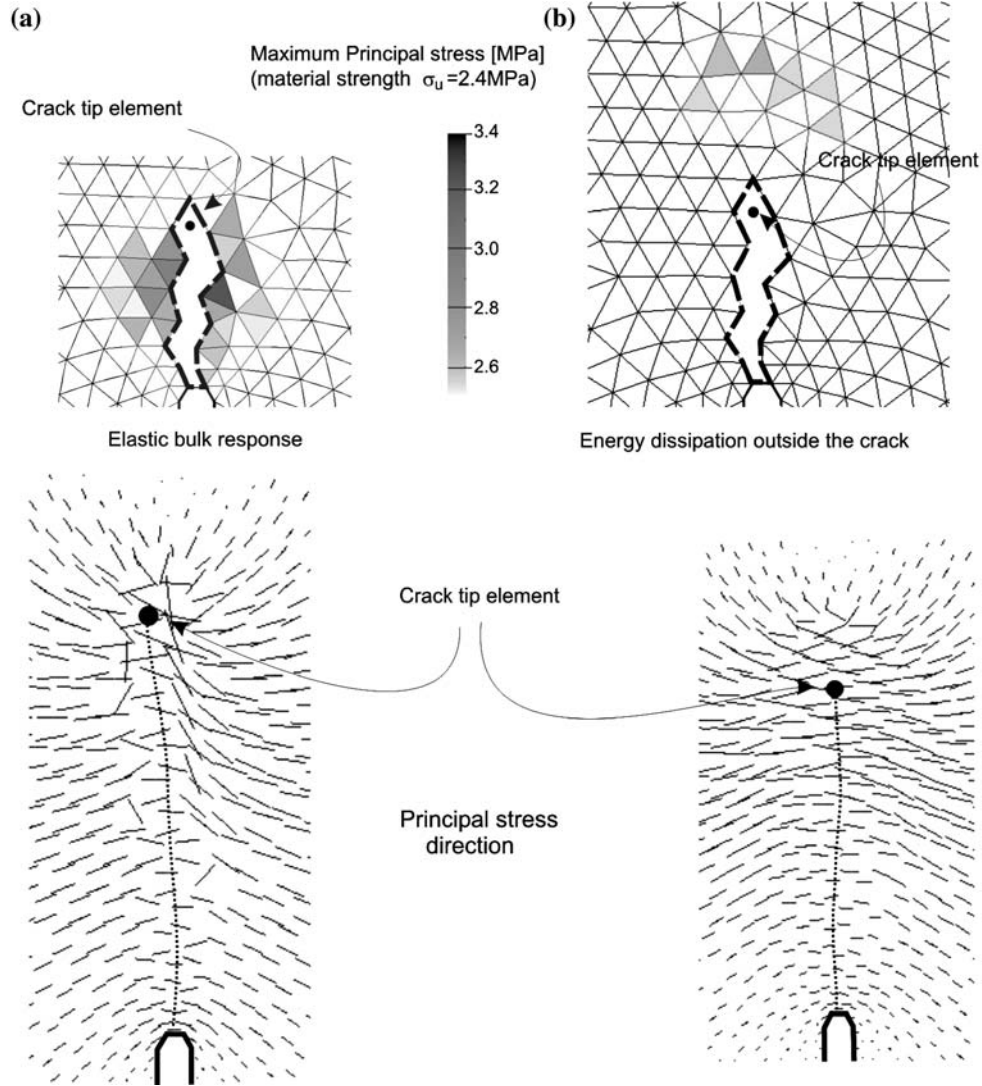 (a)
(b)
Maximum Principal stress [MPa]
(material strength σu=2.4MPa)
Crack tip element
3.4
3.2
3.0
2.8
2.6
Crack tip element
Elastic bulk response
Energy dissipation outside the crack
Crack tip element
Principal stress
direction